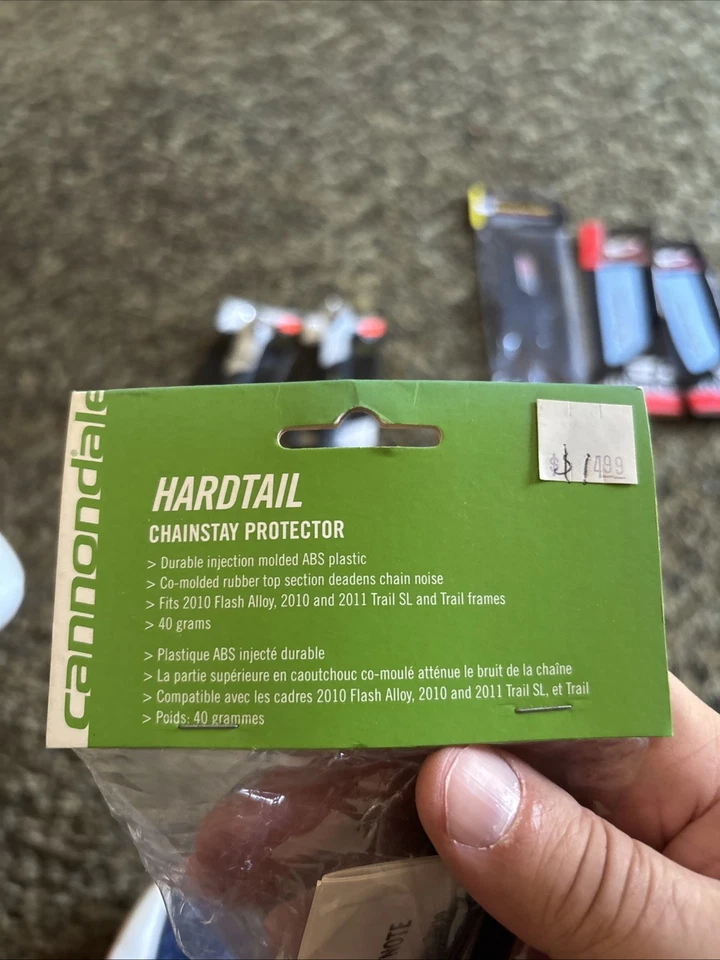 cannondale
$ 1499
HARDTAIL
CHAINSTAY PROTECTOR
> Durable injection molded ABS plastic
> Co-molded rubber top section deadens chain noise
> Fits 2010 Flash Alloy, 2010 and 2011 Trail SL and Trail frames
> 40 grams
> Plastique ABS injecté durable
> La partie supérieure en caoutchouc co-moulé atténue le bruit de la chaîne
> Compatible avec les cadres 2010 Flash Alloy, 2010 and 2011 Trail SL, et Trail
> Poids: 40 grammes
NOTE